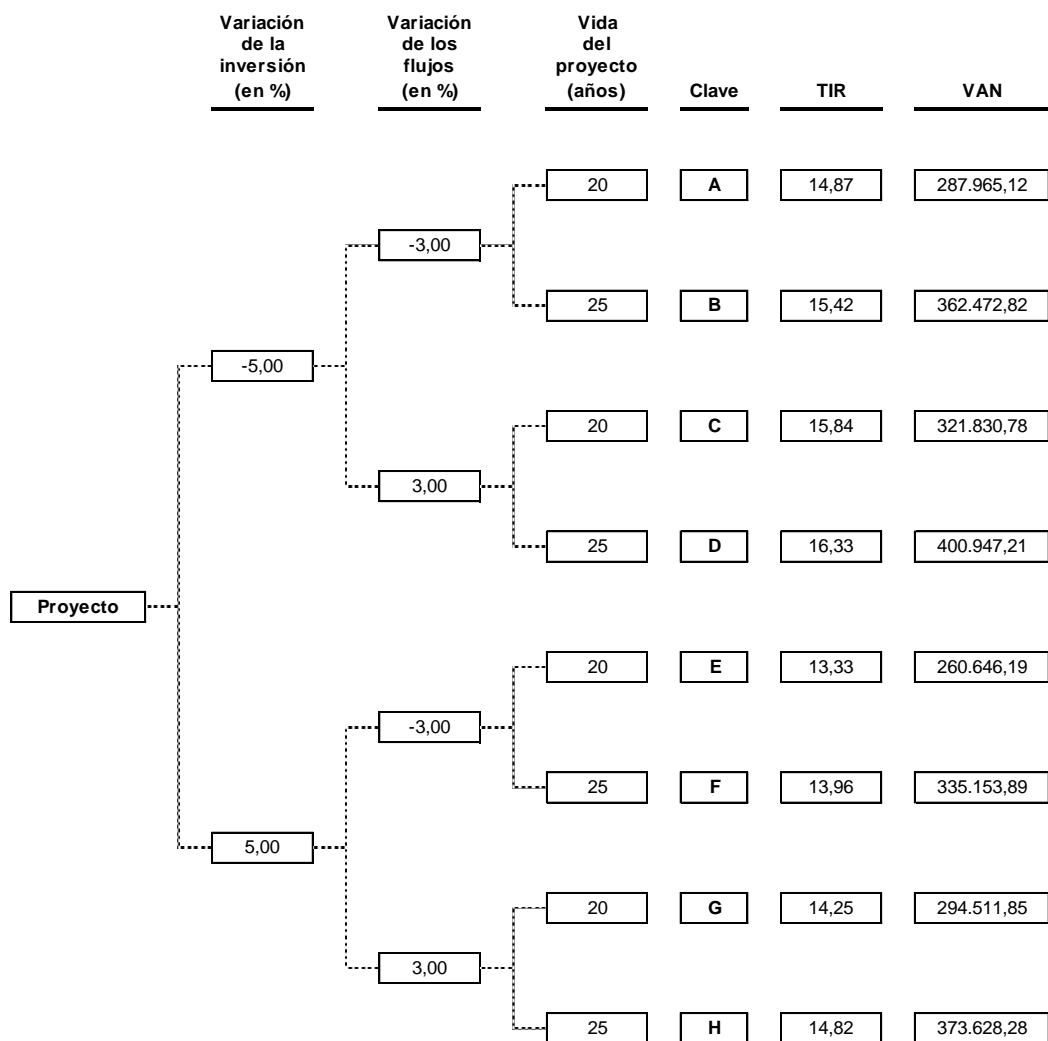 Variación de la inversión (en %)
Variación de los flujos (en %)
Vida del proyecto (años)
Clave
TIR
VAN
20 A 14,87 287.965,12
-3,00
25 B 15,42 362.472,82
-5,00
20 C 15,84 321.830,78
3,00
25 D 16,33 400.947,21
Proyecto
20 E 13,33 260.646,19
-3,00
25 F 13,96 335.153,89
5,00
20 G 14,25 294.511,85
3,00
25 H 14,82 373.628,28